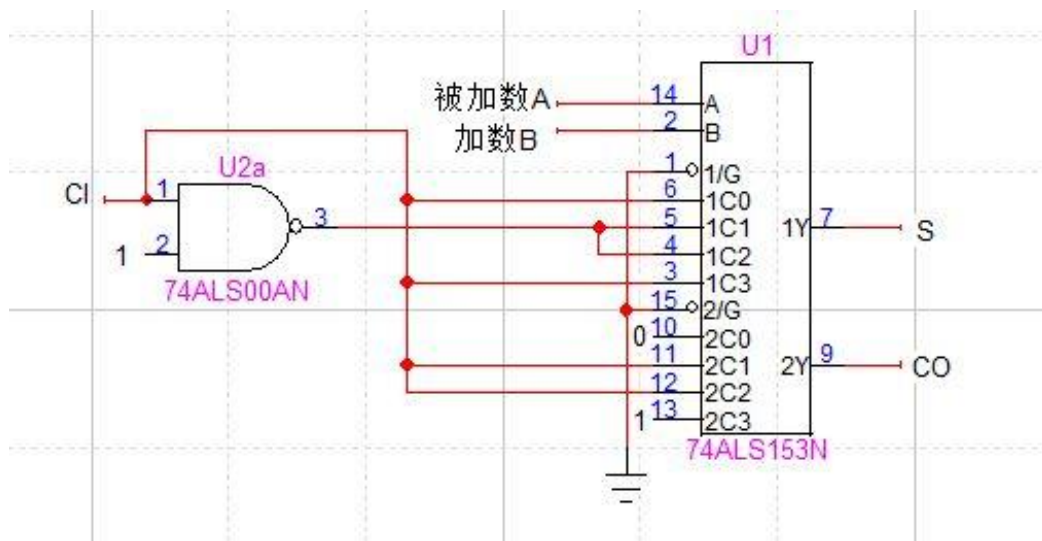 U1
被加数A
14
A
加数B
2
B
1
1/G
U2a
CI
1
3
2
1
74ALS00AN
6
1C0
5
1C1
4
1C2
3
1C3
15
2/G
0
10
2C0
11
2C1
12
2C2
1
13
2C3
1Y
7
S
2Y
9
CO
74ALS153N